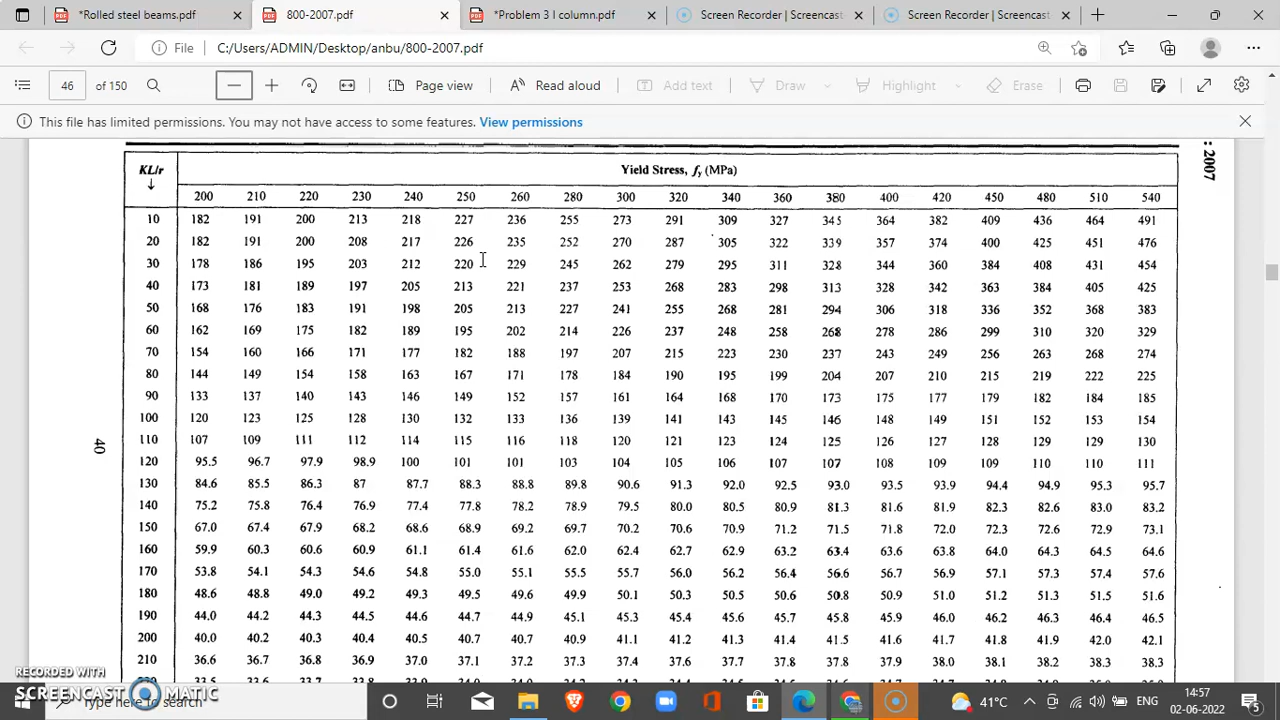 *Rolled steel beams.pdf
800-2007.pdf
*Problem 3 I column.pdf
Screen Recorder | Screencast
Screen Recorder | Screencast
File
C:/Users/ADMIN/Desktop/anbu/800-2007.pdf
46 of 150
Page view
Read aloud
Add text
Draw
Highlight
Erase
This file has limited permissions. You may not have access to some features. View permissions
: 2007
KL/r
Yield Stress, fy (MPa)
200 210 220 230 240 250 260 280 300 320 340 360 380 400 420 450 480 510 540
10 182 191 200 213 218 227 236 255 273 291 309 327 345 364 382 409 436 464 491
20 182 191 200 208 217 226 235 252 270 287 305 322 339 357 374 400 425 451 476
30 178 186 195 203 212 220 229 245 262 279 295 311 328 344 360 384 408 431 454
40 173 181 189 197 205 213 221 237 253 268 283 298 313 328 342 363 384 405 425
50 168 176 183 191 198 205 213 227 241 255 268 281 294 306 318 336 352 368 383
60 162 169 175 182 189 195 202 214 226 237 248 258 268 278 286 299 310 320 329
70 154 160 166 171 177 182 188 197 207 215 223 230 237 243 249 256 263 268 274
80 144 149 154 158 163 167 171 178 184 190 195 199 204 207 210 215 219 222 225
90 133 137 140 143 146 149 152 157 161 164 168 170 173 175 177 179 182 184 185
100 120 123 125 128 130 132 133 136 139 141 143 145 146 148 149 151 152 153 154
110 107 109 111 112 114 115 116 118 120 121 123 124 125 126 127 128 129 129 130
40
120 95.5 96.7 97.9 98.9 100 101 101 103 104 105 106 107 107 108 109 109 110 110 111
130 84.6 85.5 86.3 87 87.7 88.3 88.8 89.8 90.6 91.3 92.0 92.5 93.0 93.5 93.9 94.4 94.9 95.3 95.7
140 75.2 75.8 76.4 76.9 77.4 77.8 78.2 78.9 79.5 80.0 80.5 80.9 81.3 81.6 81.9 82.3 82.6 83.0 83.2
150 67.0 67.4 67.9 68.2 68.6 68.9 69.2 69.7 70.2 70.6 70.9 71.2 71.5 71.8 72.0 72.3 72.6 72.9 73.1
160 59.9 60.3 60.6 60.9 61.1 61.4 61.6 62.0 62.4 62.7 62.9 63.2 63.4 63.6 63.8 64.0 64.3 64.5 64.6
170 53.8 54.1 54.3 54.6 54.8 55.0 55.1 55.5 55.7 56.0 56.2 56.4 56.6 56.7 56.9 57.1 57.3 57.4 57.6
180 48.6 48.8 49.0 49.2 49.3 49.5 49.6 49.9 50.1 50.3 50.5 50.6 50.8 50.9 51.0 51.2 51.3 51.5 51.6
190 44.0 44.2 44.3 44.5 44.6 44.7 44.9 45.1 45.3 45.4 45.6 45.7 45.8 45.9 46.0 46.2 46.3 46.4 46.5
200 40.0 40.2 40.3 40.4 40.5 40.7 40.7 40.9 41.1 41.2 41.3 41.4 41.5 41.6 41.7 41.8 41.9 42.0 42.1
210 36.6 36.7 36.8 36.9 37.0 37.1 37.2 37.3 37.4 37.6 37.7 37.8 37.8 37.9 38.0 38.1 38.2 38.3 38.3
RECORDED WITH
SCREENCAST MATIC
Type here to search
41°C
ENG
14:57
02-06-2022
5